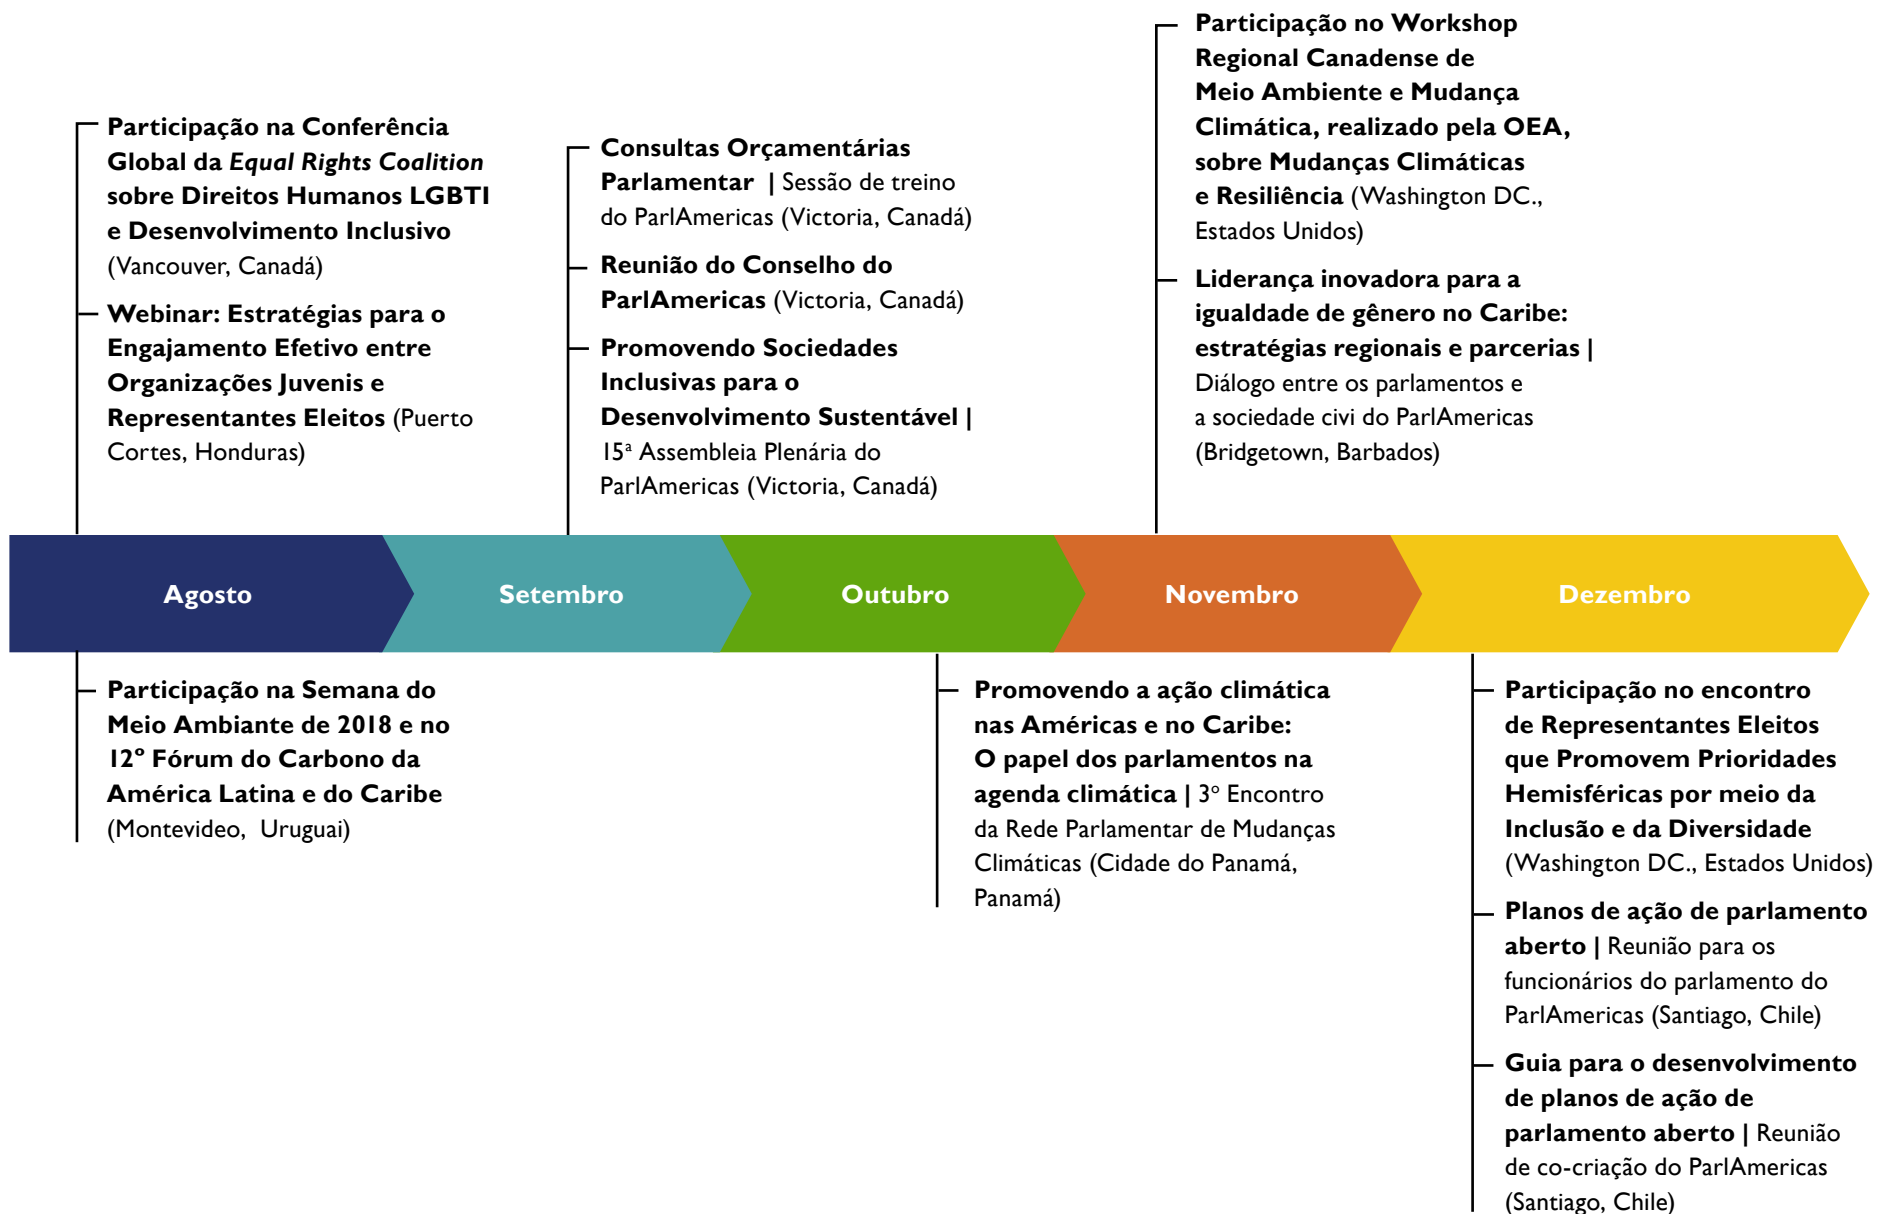 Participação na Conferência
Global da Equal Rights Coalition
sobre Direitos Humanos LGBTI
e Desenvolvimento Inclusivo
(Vancouver, Canadá)
Webinar: Estratégias para o
Engajamento Efetivo entre
Organizações Juvenis e
Representantes Eleitos (Puerto
Cortes, Honduras)
Consultas Orçamentárias
Parlamentar | Sessão de treino
do ParlAmericas (Victoria, Canadá)
Reunião do Conselho do
ParlAmericas (Victoria, Canadá)
Promovendo Sociedades
Inclusivas para o
Desenvolvimento Sustentável |
15ª Assembleia Plenária do
ParlAmericas (Victoria, Canadá)
Participação no Workshop
Regional Canadense de
Meio Ambiente e Mudança
Climática, realizado pela OEA,
sobre Mudanças Climáticas
e Resiliência (Washington DC.,
Estados Unidos)
Liderança inovadora para a
igualdade de gênero no Caribe:
estratégias regionais e parcerias |
Diálogo entre os parlamentos e
a sociedade civi do ParlAmericas
(Bridgetown, Barbados)
Agosto
Setembro
Outubro
Novembro
Dezembro
Participação na Semana do
Meio Ambiante de 2018 e no
12º Fórum do Carbono da
América Latina e do Caribe
(Montevideo, Uruguai)
Promovendo a ação climática
nas Américas e no Caribe:
O papel dos parlamentos na
agenda climática | 3º Encontro
da Rede Parlamentar de Mudanças
Climáticas (Cidade do Panamá,
Panamá)
Participação no encontro
de Representantes Eleitos
que Promovem Prioridades
Hemisféricas por meio da
Inclusão e da Diversidade
(Washington DC., Estados Unidos)
Planos de ação de parlamento
aberto | Reunião para os
funcionários do parlamento do
ParlAmericas (Santiago, Chile)
Guia para o desenvolvimento
de planos de ação de
parlamento aberto | Reunião
de co-criação do ParlAmericas
(Santiago, Chile)